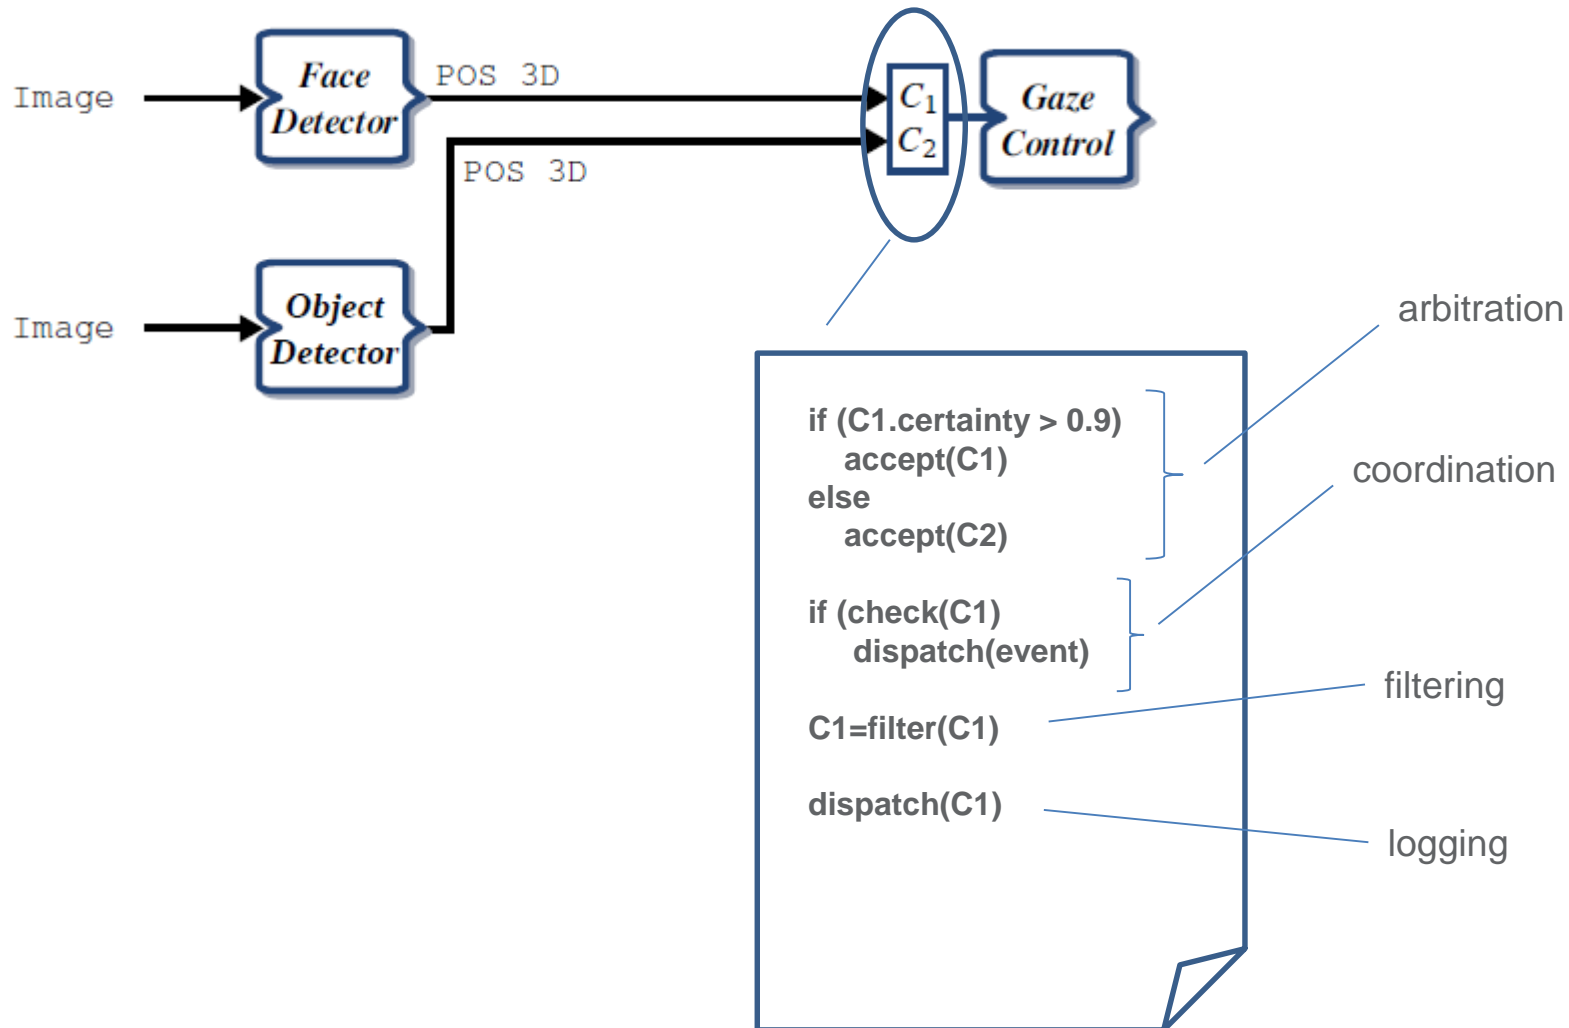 Image
Face
Detector
POS 3D
C1
C2
Gaze
Control
POS 3D
Image
Object
Detector
if (C1.certainty > 0.9)
accept(C1)
else
accept(C2)
if (check(C1)
dispatch(event)
C1=filter(C1)
dispatch(C1)
arbitration
coordination
filtering
logging